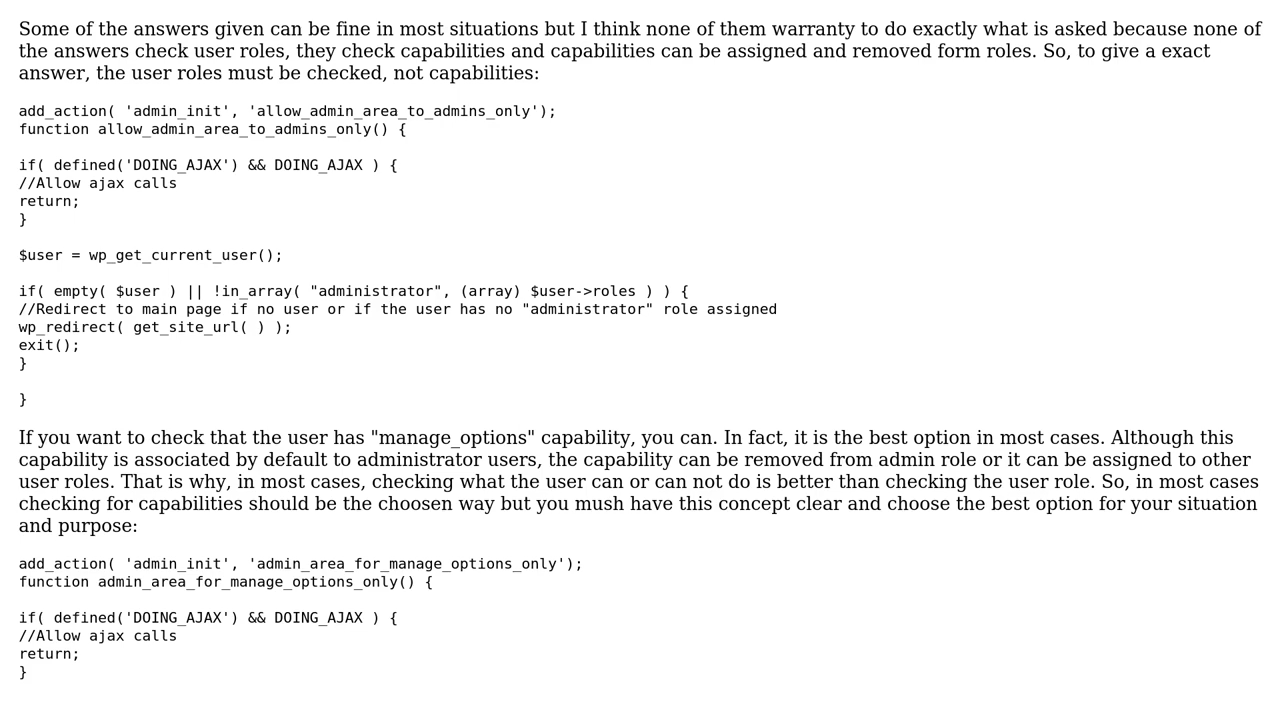 Some of the answers given can be fine in most situations but I think none of them warranty to do exactly what is asked because none of
the answers check user roles, they check capabilities and capabilities can be assigned and removed form roles. So, to give a exact
answer, the user roles must be checked, not capabilities:
add_action( 'admin_init', 'allow_admin_area_to_admins_only');
function allow_admin_area_to_admins_only() {
if( defined('DOING_AJAX') && DOING_AJAX ) {
//Allow ajax calls
return;
}
$user = wp_get_current_user();
if( empty( $user ) || !in_array( "administrator", (array) $user->roles ) ) {
//Redirect to main page if no user or if the user has no "administrator" role assigned
wp_redirect( get_site_url( ) );
exit();
}
}
If you want to check that the user has "manage_options" capability, you can. In fact, it is the best option in most cases. Although this
capability is associated by default to administrator users, the capability can be removed from admin role or it can be assigned to other
user roles. That is why, in most cases, checking what the user can or can not do is better than checking the user role. So, in most cases
checking for capabilities should be the choosen way but you mush have this concept clear and choose the best option for your situation
and purpose:
add_action( 'admin_init', 'admin_area_for_manage_options_only');
function admin_area_for_manage_options_only() {
if( defined('DOING_AJAX') && DOING_AJAX ) {
//Allow ajax calls
return;
}